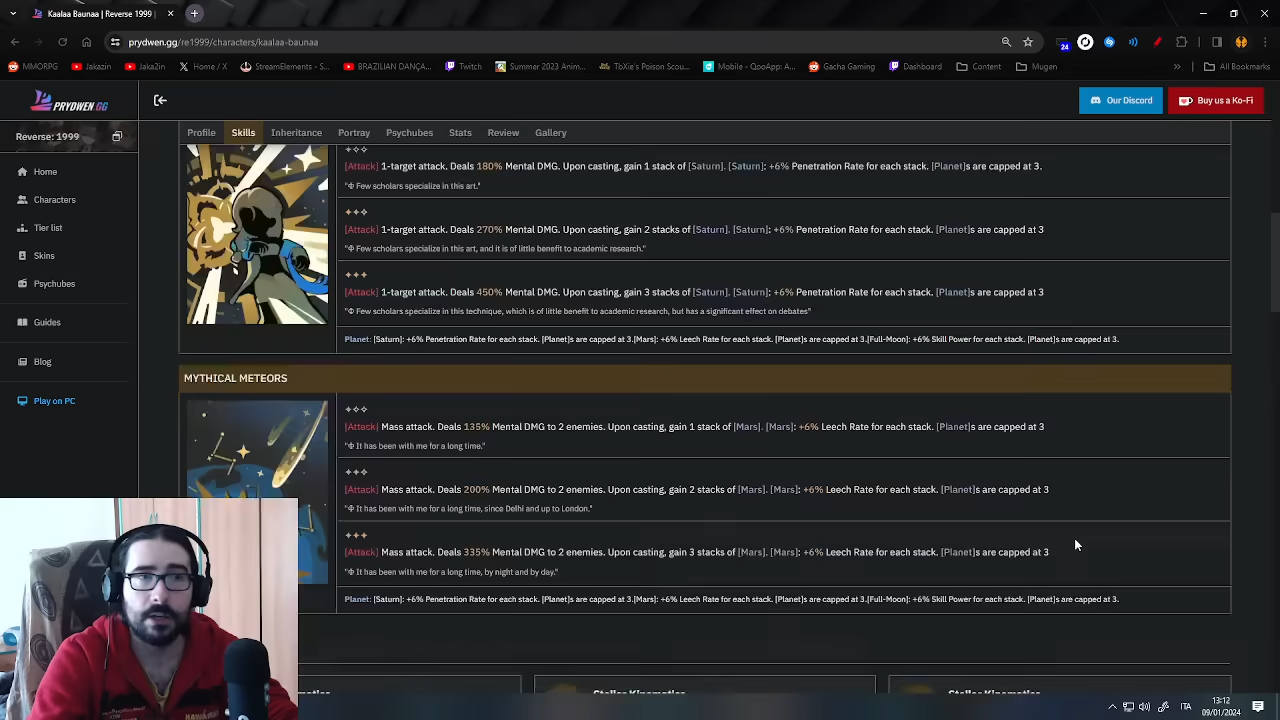 Kaalaa Baunaa | Reverse 1999 |
prydwen.gg/re1999/characters/kaalaa-baunaa
24
MMORPG
Jakazin
Jaka2in
Home / X
StreamElements - S...
BRAZILIAN DANÇA...
Twitch
Summer 2023 Anim...
TbXie's Poison Scou...
Mobile - QooApp: A...
Gacha Gaming
Dashboard
Content
Mugen
»
All Bookmarks
PRYDWEN GG
Our Discord
Buy us a Ko-Fi
Reverse: 1999
Home
Characters
Tier list
Skins
Psychubes
Guides
Blog
Play on PC
Profile Skills Inheritance Portray Psychubes Stats Review Gallery
[Attack] 1-target attack. Deals 180% Mental DMG. Upon casting, gain 1 stack of [Saturn]. [Saturn]: +6% Penetration Rate for each stack. [Planet]s are capped at 3.
"Φ Few scholars specialize in this art."
[Attack] 1-target attack. Deals 270% Mental DMG. Upon casting, gain 2 stacks of [Saturn]. [Saturn]: +6% Penetration Rate for each stack. [Planet]s are capped at 3
"Φ Few scholars specialize in this art, and it is of little benefit to academic research."
[Attack] 1-target attack. Deals 450% Mental DMG. Upon casting, gain 3 stacks of [Saturn]. [Saturn]: +6% Penetration Rate for each stack. [Planet]s are capped at 3
"Φ Few scholars specialize in this technique, which is of little benefit to academic research, but has a significant effect on debates"
Planet: [Saturn]: +6% Penetration Rate for each stack. [Planet]s are capped at 3.[Mars]: +6% Leech Rate for each stack. [Planet]s are capped at 3.[Full-Moon]: +6% Skill Power for each stack. [Planet]s are capped at 3.
MYTHICAL METEORS
[Attack] Mass attack. Deals 135% Mental DMG to 2 enemies. Upon casting, gain 1 stack of [Mars]. [Mars]: +6% Leech Rate for each stack. [Planet]s are capped at 3
"Φ It has been with me for a long time."
[Attack] Mass attack. Deals 200% Mental DMG to 2 enemies. Upon casting, gain 2 stacks of [Mars]. [Mars]: +6% Leech Rate for each stack. [Planet]s are capped at 3
"Φ It has been with me for a long time, since Delhi and up to London."
[Attack] Mass attack. Deals 335% Mental DMG to 2 enemies. Upon casting, gain 3 stacks of [Mars]. [Mars]: +6% Leech Rate for each stack. [Planet]s are capped at 3
"Φ It has been with me for a long time, by night and by day."
Planet: [Saturn]: +6% Penetration Rate for each stack. [Planet]s are capped at 3.[Mars]: +6% Leech Rate for each stack. [Planet]s are capped at 3.[Full-Moon]: +6% Skill Power for each stack. [Planet]s are capped at 3.
Stellar Kinematics
Stellar Kinematics
ITA
13:12
09/01/2024